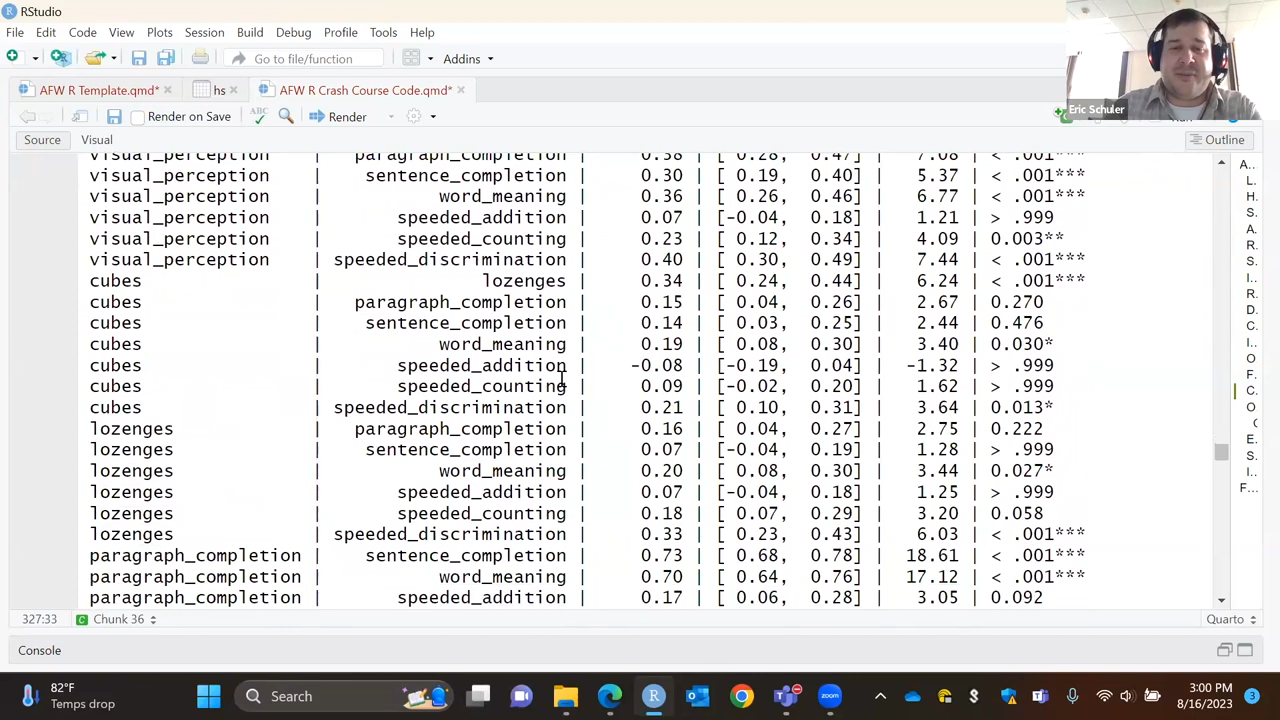 RStudio
File Edit Code View Plots Session Build Debug Profile Tools Help
Go to file/function Addins
AFW R Template.qmd* hs AFW R Crash Course Code.qmd*
Render on Save ABC Render
Eric Schuler
Source Visual Outline
visual_perception | paragraph_completion | 0.38 | [ 0.28, 0.47] | 7.08 | < .001***
visual_perception | sentence_completion | 0.30 | [ 0.19, 0.40] | 5.37 | < .001***
visual_perception | word_meaning | 0.36 | [ 0.26, 0.46] | 6.77 | < .001***
visual_perception | speeded_addition | 0.07 | [-0.04, 0.18] | 1.21 | > .999
visual_perception | speeded_counting | 0.23 | [ 0.12, 0.34] | 4.09 | 0.003**
visual_perception | speeded_discrimination | 0.40 | [ 0.30, 0.49] | 7.44 | < .001***
cubes | lozenges | 0.34 | [ 0.24, 0.44] | 6.24 | < .001***
cubes | paragraph_completion | 0.15 | [ 0.04, 0.26] | 2.67 | 0.270
cubes | sentence_completion | 0.14 | [ 0.03, 0.25] | 2.44 | 0.476
cubes | word_meaning | 0.19 | [ 0.08, 0.30] | 3.40 | 0.030*
cubes | speeded_addition | -0.08 | [-0.19, 0.04] | -1.32 | > .999
cubes | speeded_counting | 0.09 | [-0.02, 0.20] | 1.62 | > .999
cubes | speeded_discrimination | 0.21 | [ 0.10, 0.31] | 3.64 | 0.013*
lozenges | paragraph_completion | 0.16 | [ 0.04, 0.27] | 2.75 | 0.222
lozenges | sentence_completion | 0.07 | [-0.04, 0.19] | 1.28 | > .999
lozenges | word_meaning | 0.20 | [ 0.08, 0.30] | 3.44 | 0.027*
lozenges | speeded_addition | 0.07 | [-0.04, 0.18] | 1.25 | > .999
lozenges | speeded_counting | 0.18 | [ 0.07, 0.29] | 3.20 | 0.058
lozenges | speeded_discrimination | 0.33 | [ 0.23, 0.43] | 6.03 | < .001***
paragraph_completion | sentence_completion | 0.73 | [ 0.68, 0.78] | 18.61 | < .001***
paragraph_completion | word_meaning | 0.70 | [ 0.64, 0.76] | 17.12 | < .001***
paragraph_completion | speeded_addition | 0.17 | [ 0.06, 0.28] | 3.05 | 0.092
A..
L.
H.
S.
A.
R.
S.
I..
R.
D.
C.
I..
O
F.
C.
O
C
E.
S.
I..
F...
327:33 C Chunk 36 Quarto
Console
82°F
Temps drop
Search
zoom
3:00 PM
8/16/2023
3